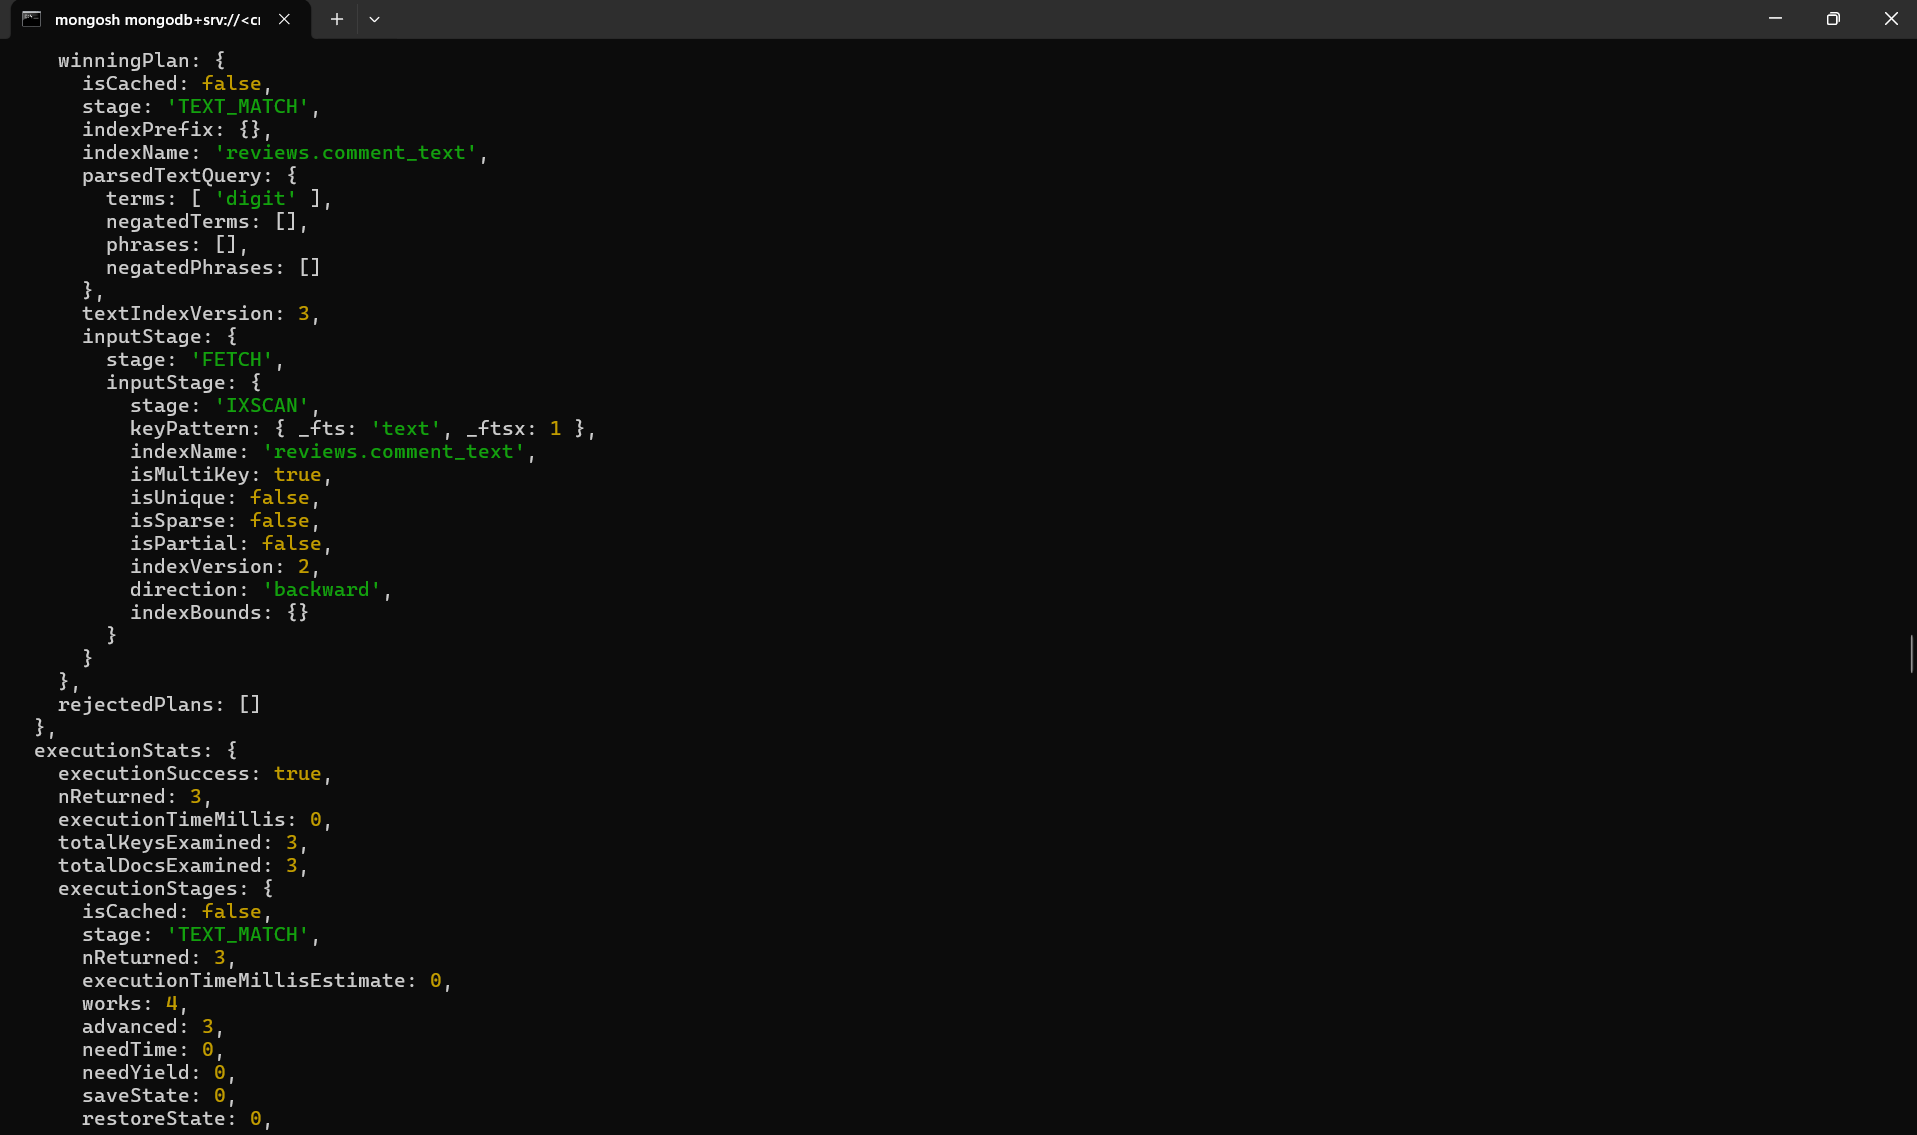 mongosh mongodb+srv://<cr
winningPlan: {
isCached: false,
stage: 'TEXT_MATCH',
indexPrefix: {},
indexName: 'reviews.comment_text',
parsedTextQuery: {
terms: [ 'digit' ],
negatedTerms: [],
phrases: [],
negatedPhrases: []
},
textIndexVersion: 3,
inputStage: {
stage: 'FETCH',
inputStage: {
stage: 'IXSCAN',
keyPattern: { _fts: 'text', _ftsx: 1 },
indexName: 'reviews.comment_text',
isMultiKey: true,
isUnique: false,
isSparse: false,
isPartial: false,
indexVersion: 2,
direction: 'backward',
indexBounds: {}
}
}
},
rejectedPlans: []
},
executionStats: {
executionSuccess: true,
nReturned: 3,
executionTimeMillis: 0,
totalKeysExamined: 3,
totalDocsExamined: 3,
executionStages: {
isCached: false,
stage: 'TEXT_MATCH',
nReturned: 3,
executionTimeMillisEstimate: 0,
works: 4,
advanced: 3,
needTime: 0,
needYield: 0,
saveState: 0,
restoreState: 0,